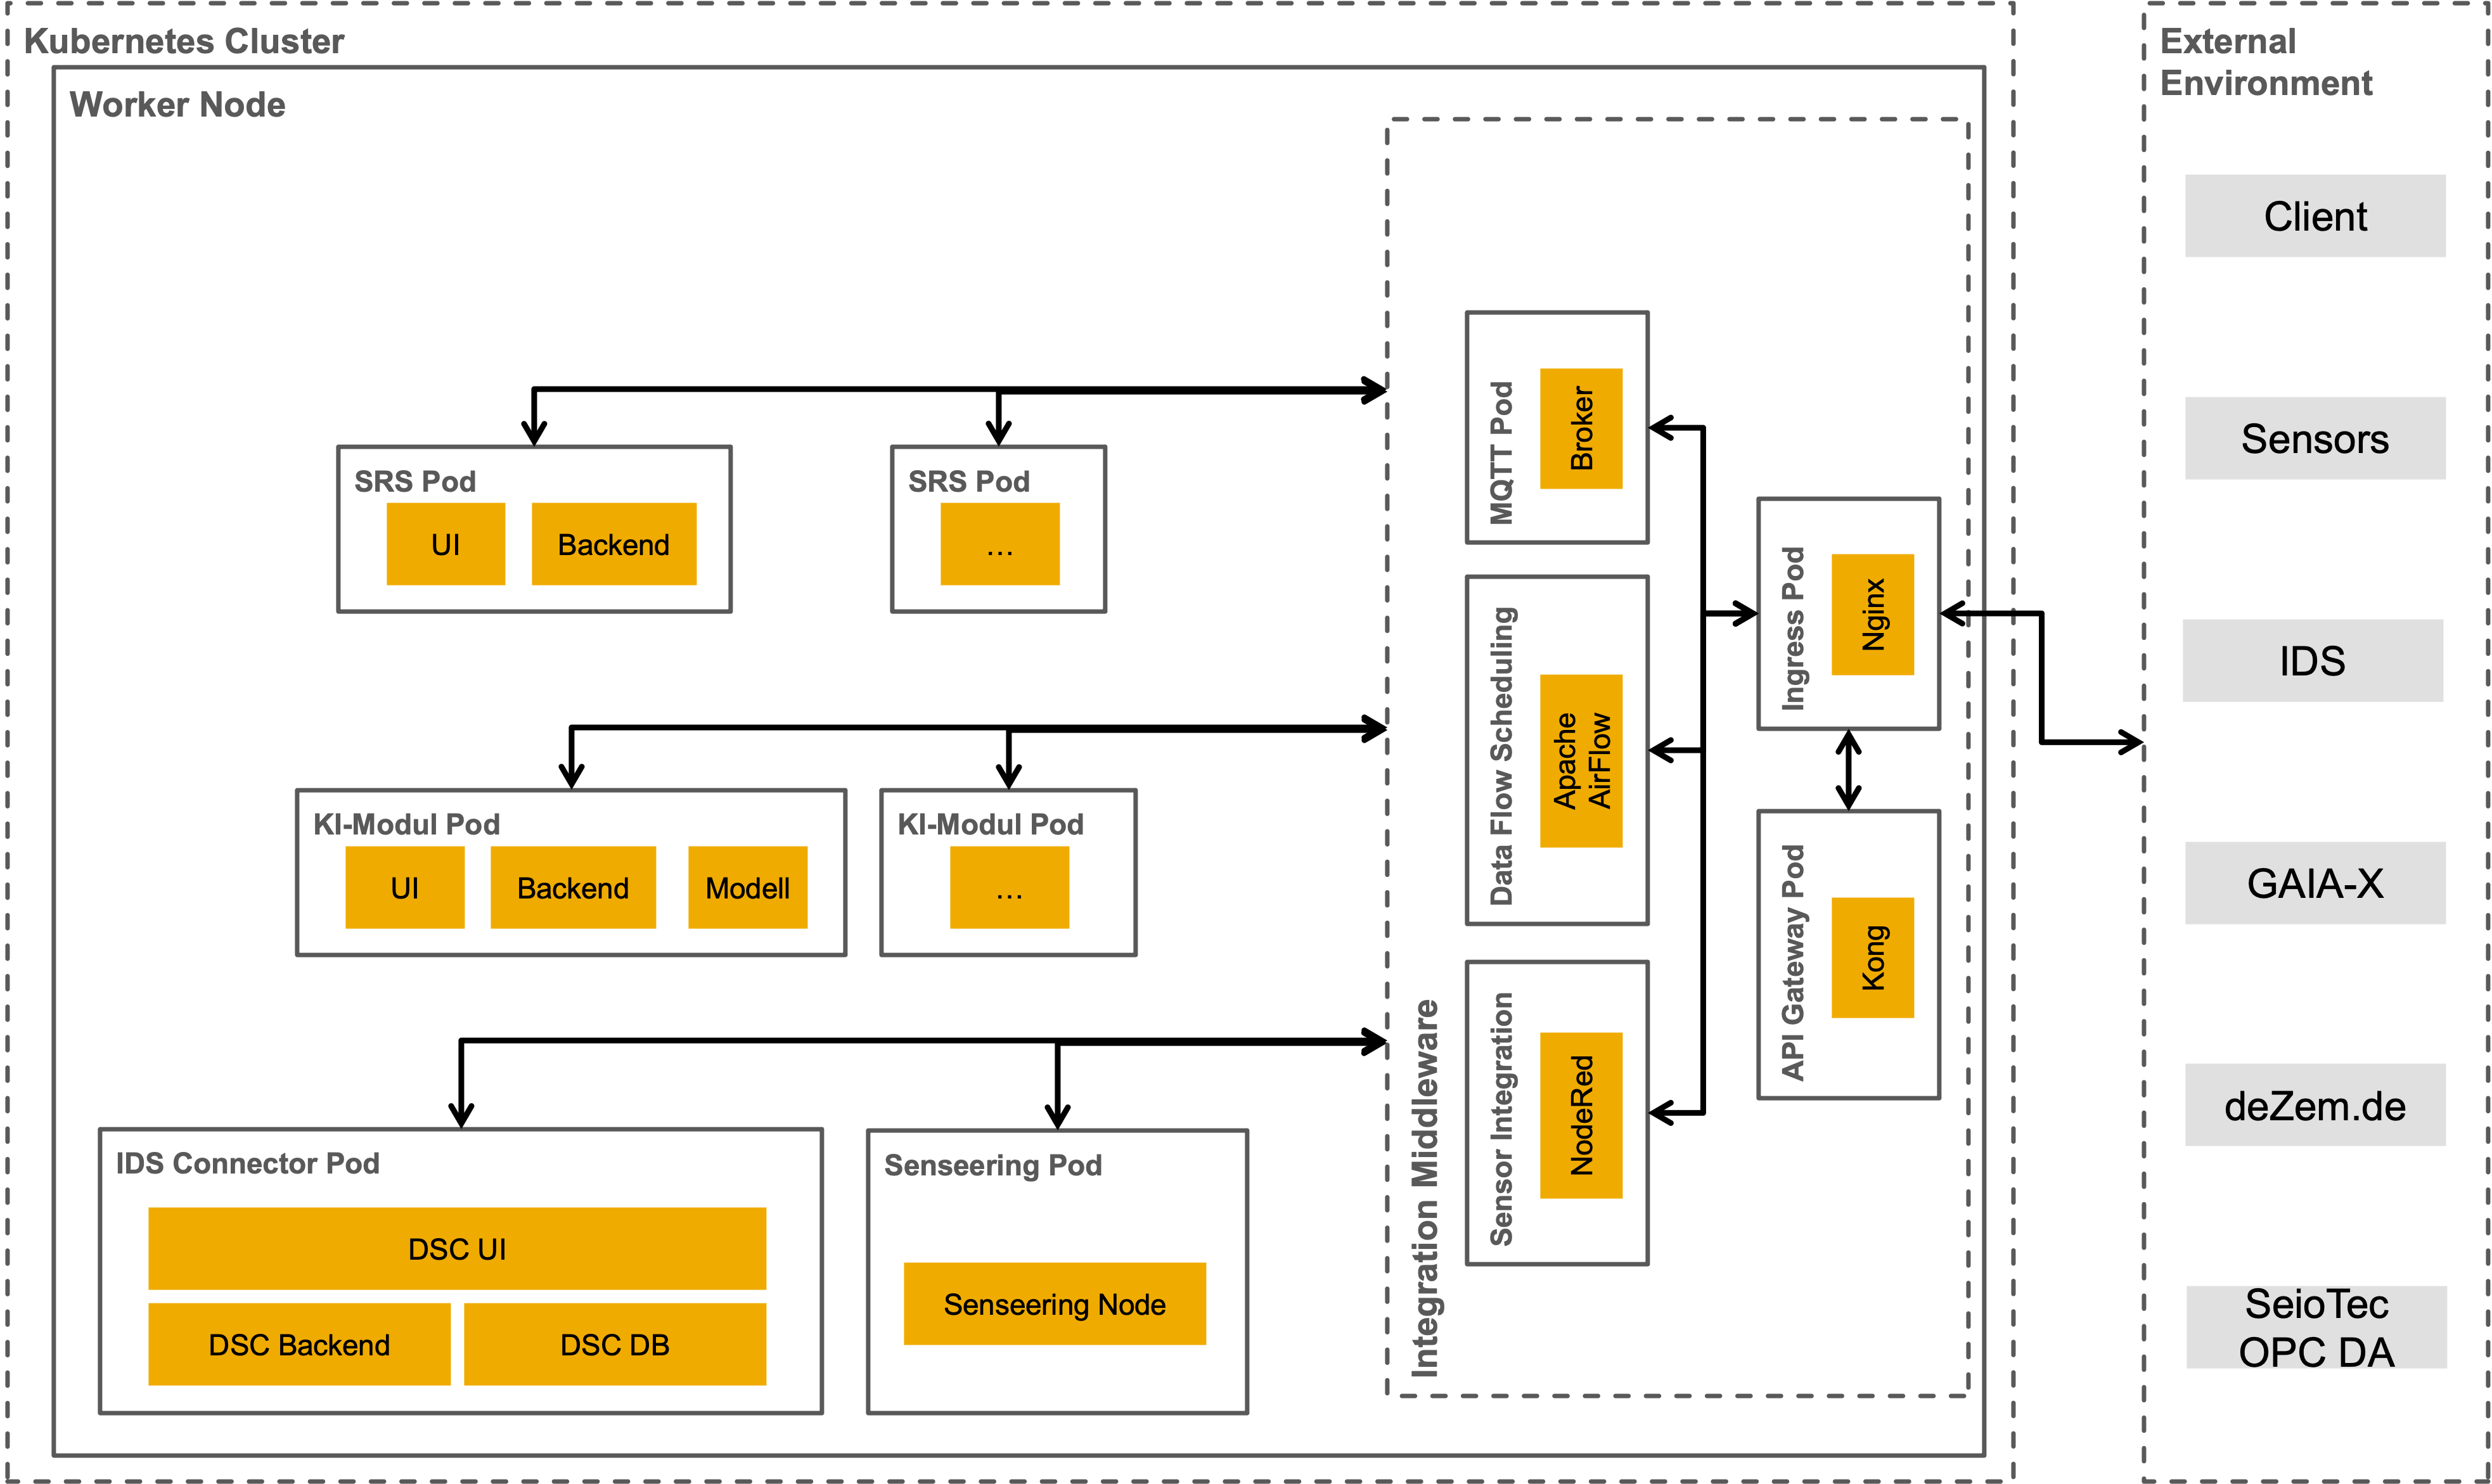 Kubernetes Cluster
Worker Node
SRS Pod
UI
Backend
SRS Pod
…
KI-Modul Pod
UI
Backend
Modell
KI-Modul Pod
…
IDS Connector Pod
DSC UI
DSC Backend
DSC DB
Senseering Pod
Senseering Node
Integration Middleware
MQTT Pod
Broker
Data Flow Scheduling
Apache
AirFlow
Sensor Integration
NodeRed
Ingress Pod
Nginx
API Gateway Pod
Kong
External
Environment
Client
Sensors
IDS
GAIA-X
deZem.de
SeioTec
OPC DA